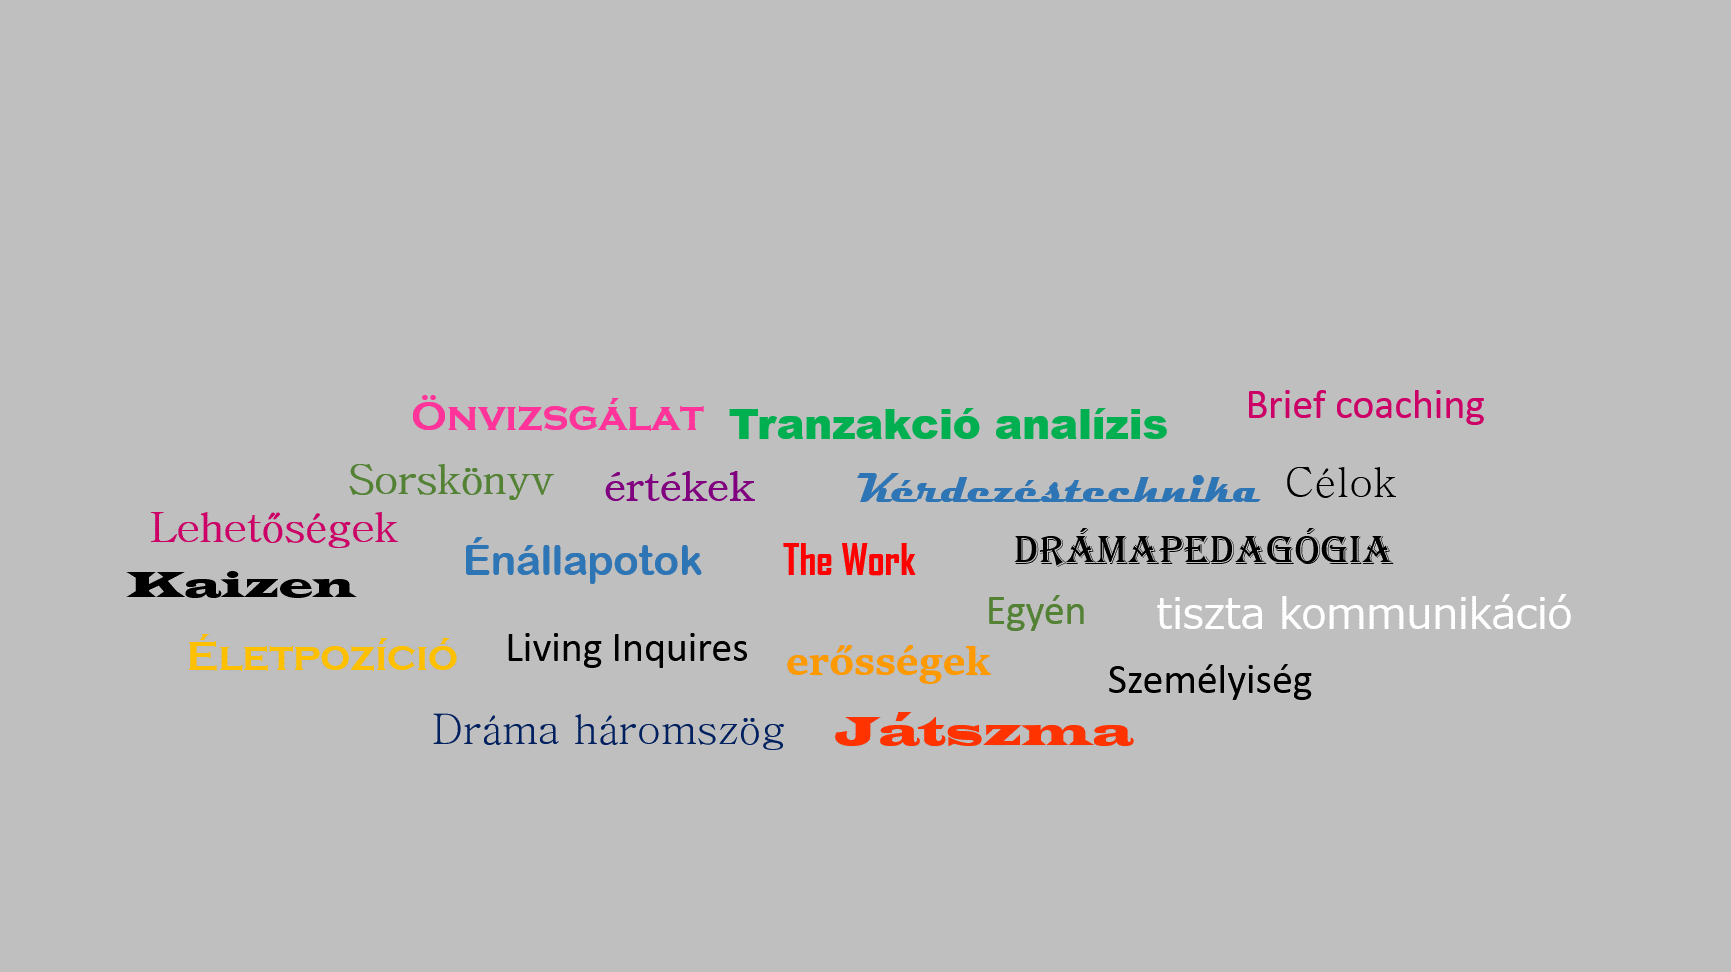 Brief coaching
ÖNVIZSGÁLAT
Tranzakció analízis
Sorskönyv
értékek
Kérdezéstechnika
Célok
Lehetőségek
Énállapotok
The Work
DRÁMAPEDAGÓGIA
Kaizen
Egyén
tiszta kommunikáció
ÉLETPOZÍCIÓ
Living Inquires
erősségek
Személyiség
Dráma háromszög
Játszma